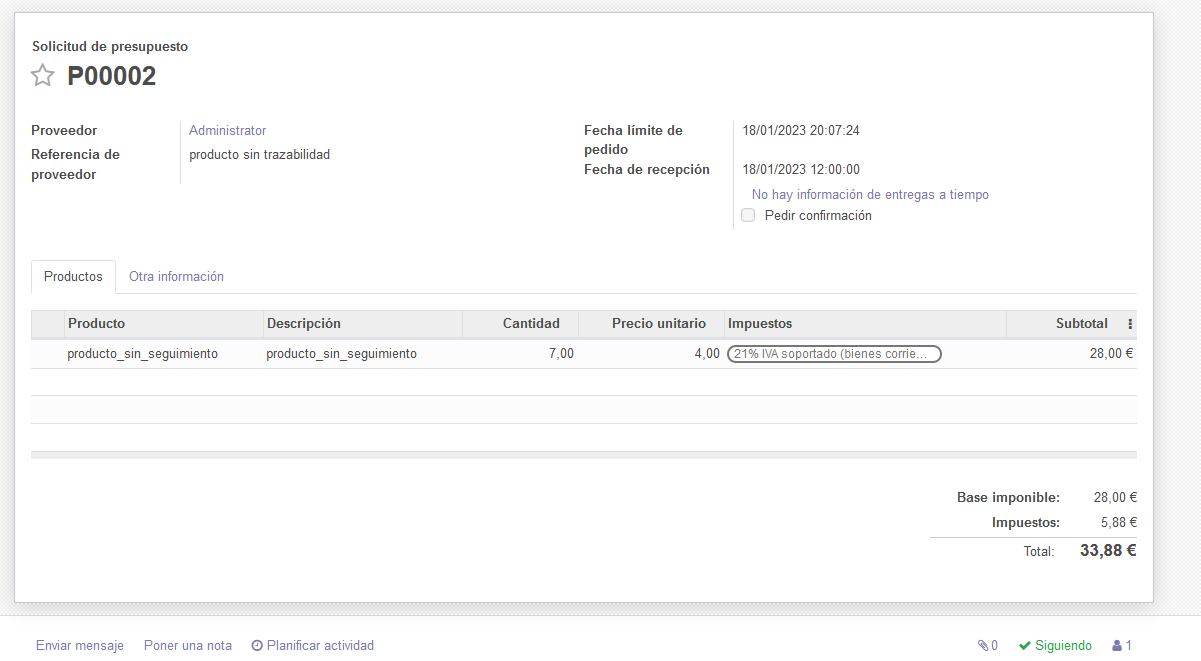 Solicitud de presupuesto
P00002
Proveedor
Administrator
Referencia de
proveedor
producto sin trazabilidad
Fecha límite de
pedido
18/01/2023 20:07:24
Fecha de recepción
18/01/2023 12:00:00
No hay información de entregas a tiempo
Pedir confirmación
Productos Otra información
Producto Descripción Cantidad Precio unitario Impuestos Subtotal
producto_sin_seguimiento producto_sin_seguimiento 7,00 4,00 21% IVA soportado (bienes corrie... 28,00 €
Base imponible: 28,00 €
Impuestos: 5,88 €
Total: 33,88 €
Enviar mensaje Poner una nota Planificar actividad 0 Siguiendo 1